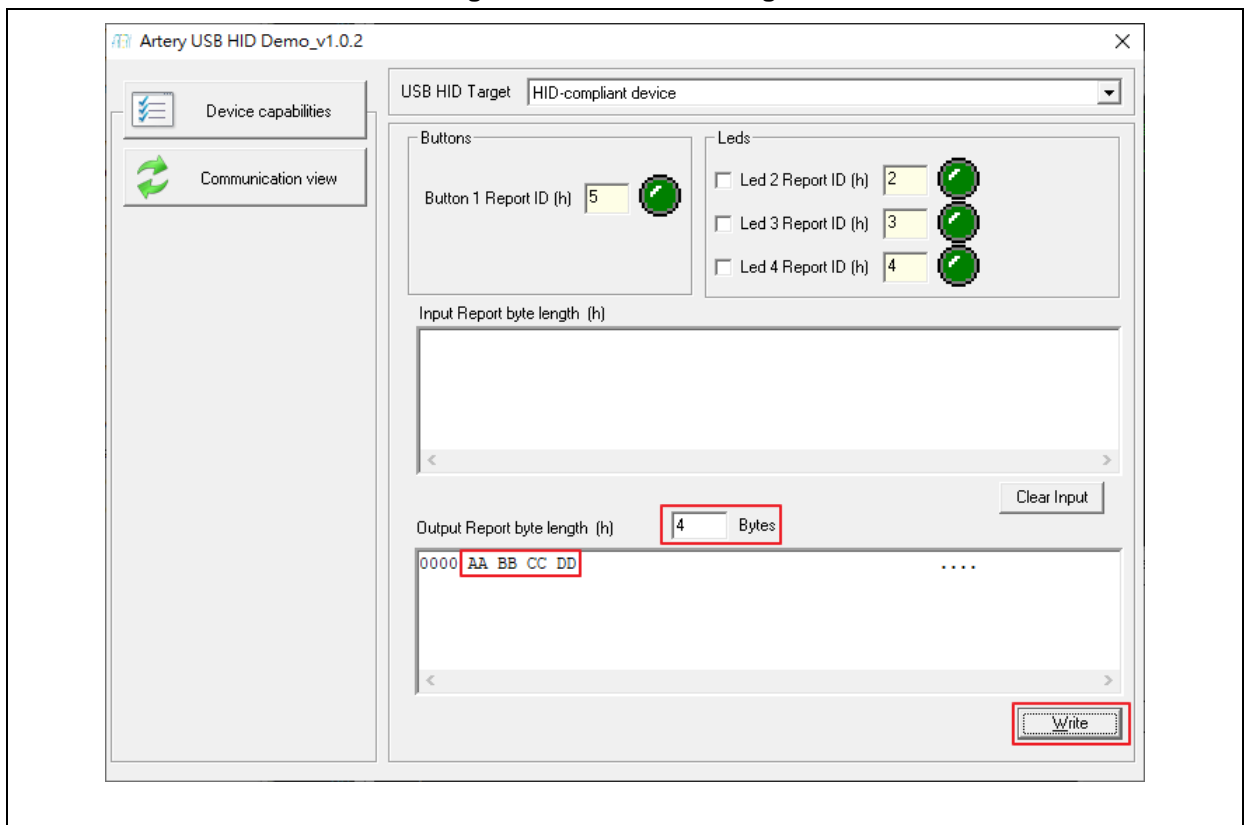 Artery USB HID Demo_v1.0.2
Device capabilities
Communication view
USB HID Target HID-compliant device
Buttons
Button 1 Report ID (h) 5
Leds
Led 2 Report ID (h) 2
Led 3 Report ID (h) 3
Led 4 Report ID (h) 4
Input Report byte length (h)
Clear Input
Output Report byte length (h) 4 Bytes
0000 AA BB CC DD ....
Write